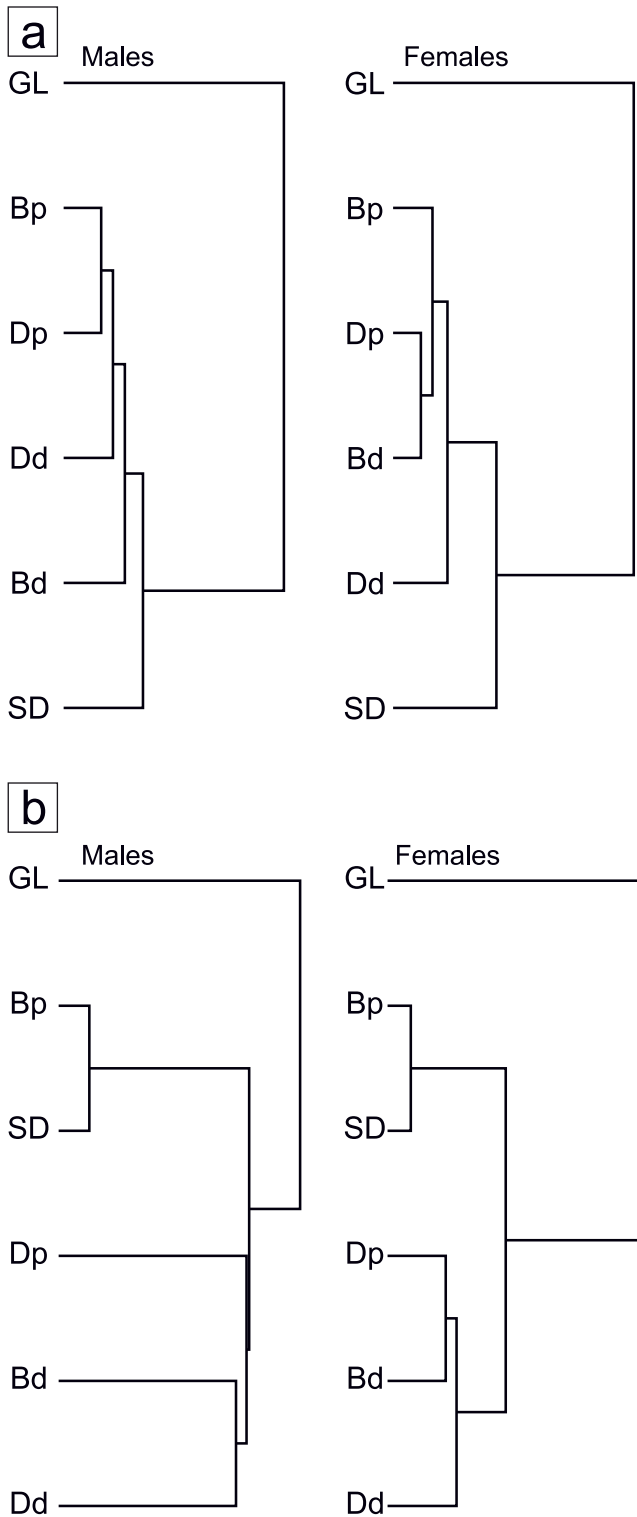 a
Males Females
GL GL
Bp Bp
Dp Dp
Dd Bd
Bd Dd
SD SD
b
Males Females
GL GL
Bp Bp
SD SD
Dp Dp
Bd Bd
Dd Dd